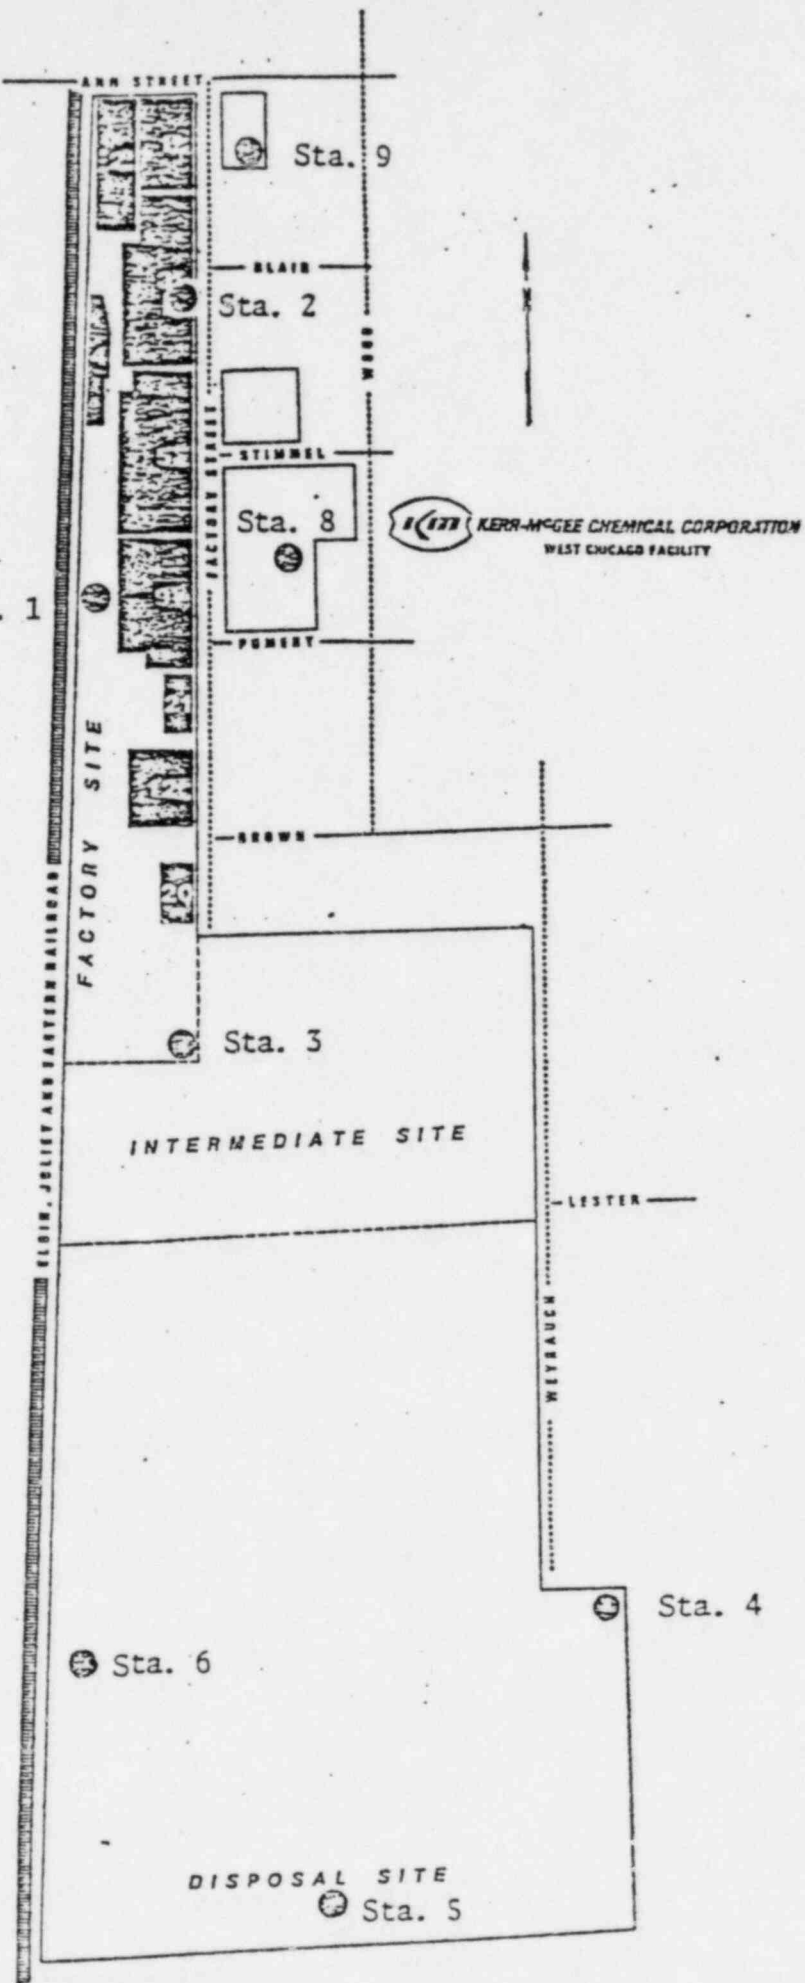 ANN STREET
Sta. 9
BLAIR
Sta. 2
WOOD
FACTORY STREET
STIMMEL
Sta. 8
KERR-McGEE CHEMICAL CORPORATION
WEST CHICAGO FACILITY
1
POMERY
FACTORY SITE
BROWN
ELGIN, JOLIET AND EASTERN RAILROAD
Sta. 3
INTERMEDIATE SITE
LESTER
WEYRAUCH
Sta. 4
Sta. 6
DISPOSAL SITE
Sta. 5